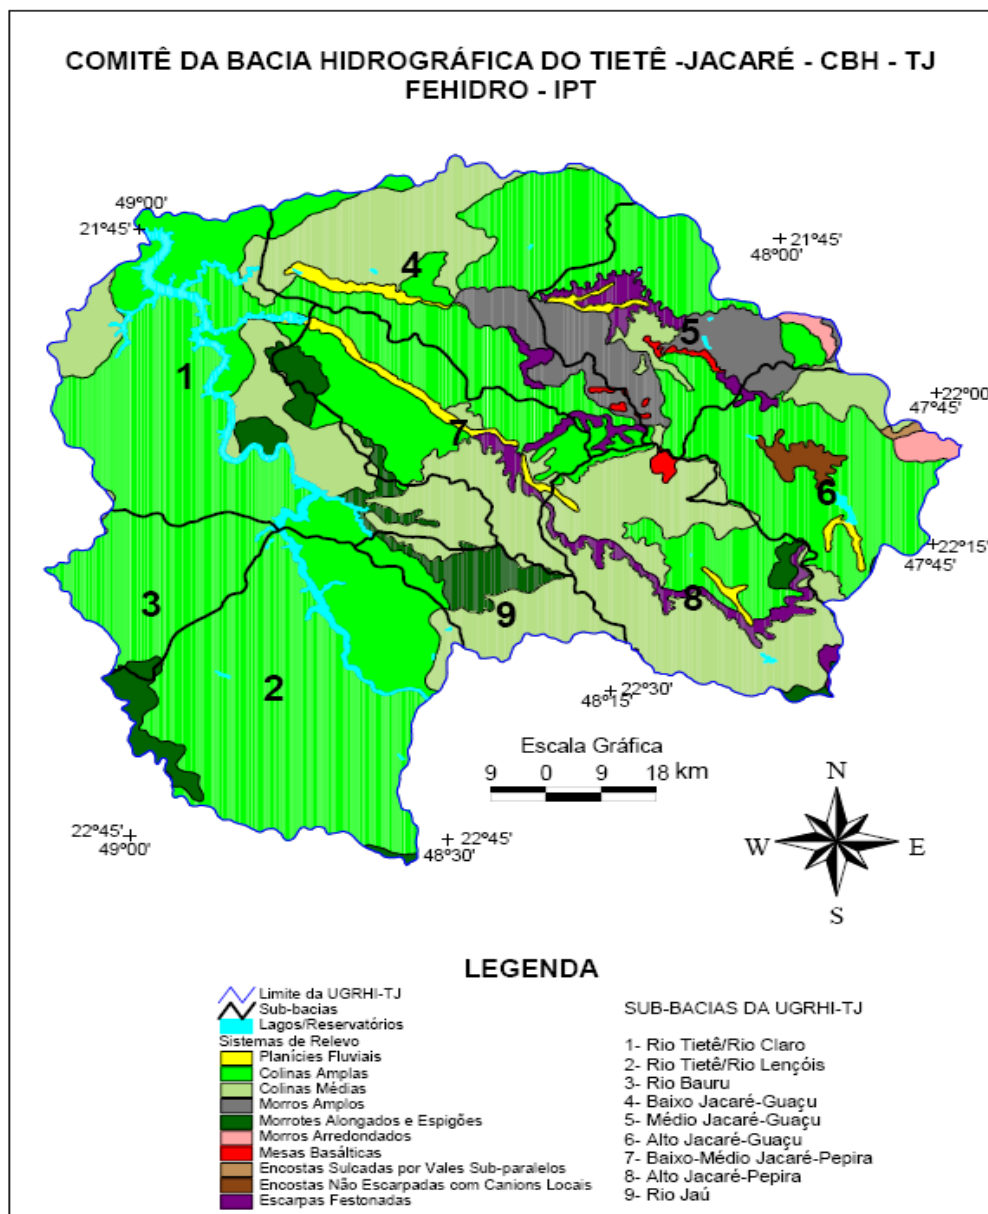 COMITÊ DA BACIA HIDROGRÁFICA DO TIETÊ -JACARÉ - CBH - TJ
FEHIDRO - IPT
49º00'
21º45'
21º45'
48º00'
4
5
1
22º00'
47º45'
7
6
22º15'
47º45'
3
8
9
2
22º30'
48º15'
Escala Gráfica
9 0 9 18 km
N
W E
S
22º45'
49º00'
22º45'
48º30'
LEGENDA
Limite da UGRHI-TJ
Sub-bacias
Lagos/Reservatórios
Sistemas de Relevo
Planícies Fluviais
Colinas Amplas
Colinas Médias
Morros Amplos
Morrotes Alongados e Espigões
Morros Arredondados
Mesas Basálticas
Encostas Sulcadas por Vales Sub-paralelos
Encostas Não Escarpadas com Canions Locais
Escarpas Festonadas
SUB-BACIAS DA UGRHI-TJ
1- Rio Tietê/Rio Claro
2- Rio Tietê/Rio Lençóis
3- Rio Bauru
4- Baixo Jacaré-Guaçu
5- Médio Jacaré-Guaçu
6- Alto Jacaré-Guaçu
7- Baixo-Médio Jacaré-Pepira
8- Alto Jacaré-Pepira
9- Rio Jaú